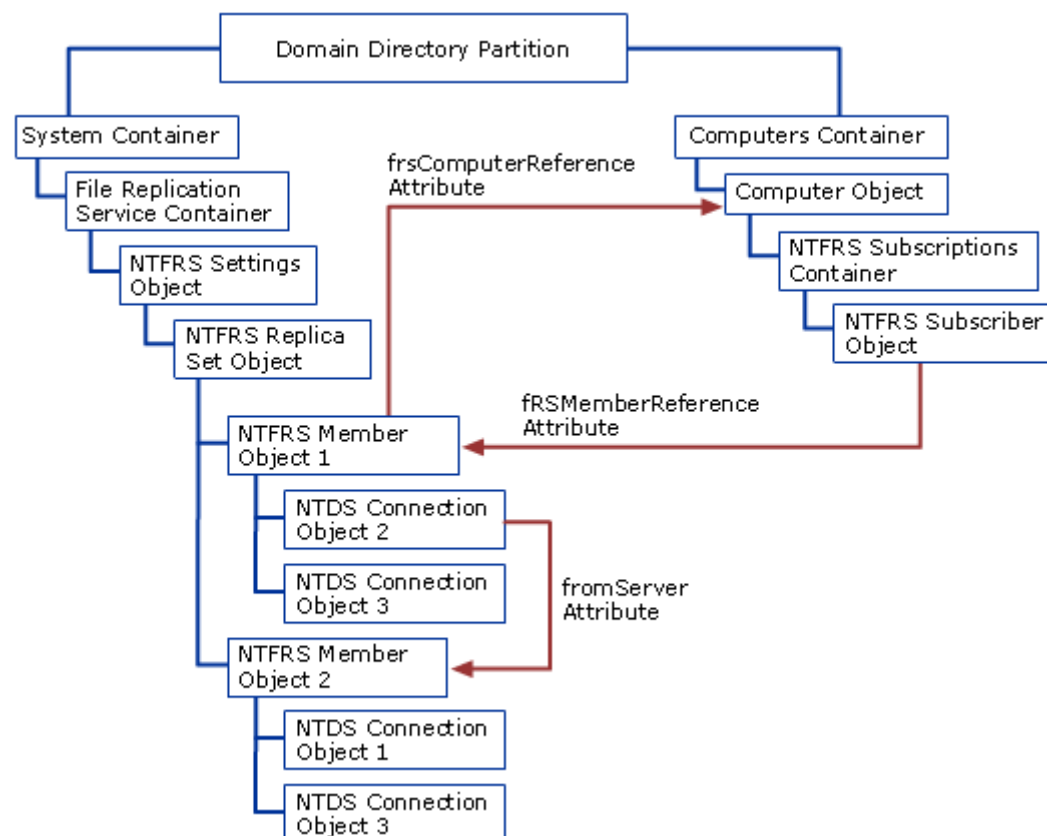 Domain Directory Partition
System Container
Computers Container
frsComputerReference
Attribute
File Replication
Service Container
Computer Object
NTFRS Settings
Object
NTFRS Subscriptions
Container
NTFRS Replica
Set Object
NTFRS Subscriber
Object
fRSMemberReference
Attribute
NTFRS Member
Object 1
NTDS Connection
Object 2
NTDS Connection
Object 3
fromServer
Attribute
NTFRS Member
Object 2
NTDS Connection
Object 1
NTDS Connection
Object 3